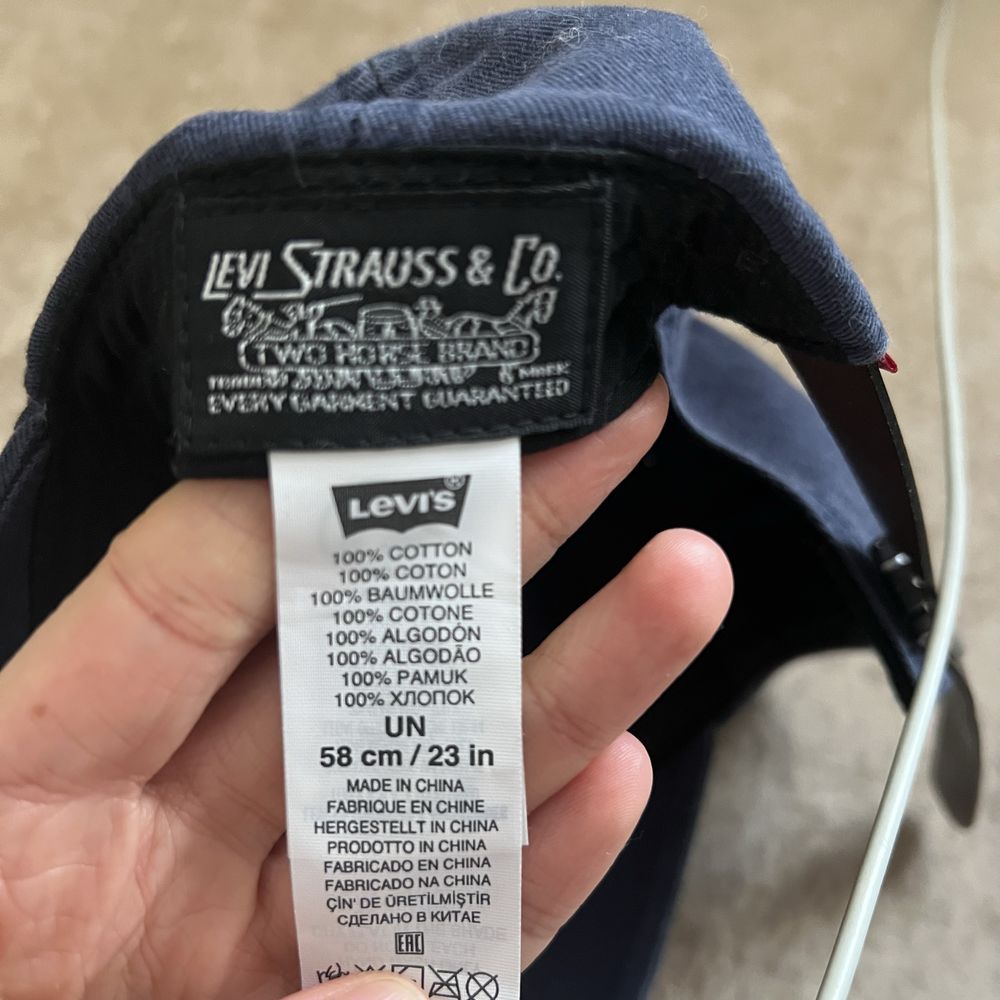 LEVI STRAUSS & CO.
TWO HORSE BRAND
EVERY GARMENT GUARANTEED
LEVI'S®
100% COTTON
100% COTON
100% BAUMWOLLE
100% COTONE
100% ALGODÓN
100% ALGODÃO
100% PAMUK
100% ХЛОПОК
UN
58 cm / 23 in
MADE IN CHINA
FABRIQUE EN CHINE
HERGESTELLT IN CHINA
PRODOTTO IN CHINA
FABRICADO EN CHINA
FABRICADO NA CHINA
ÇİN' DE ÜRETİLMİŞTİR
СДЕЛАНО В КИТАЕ
EAC